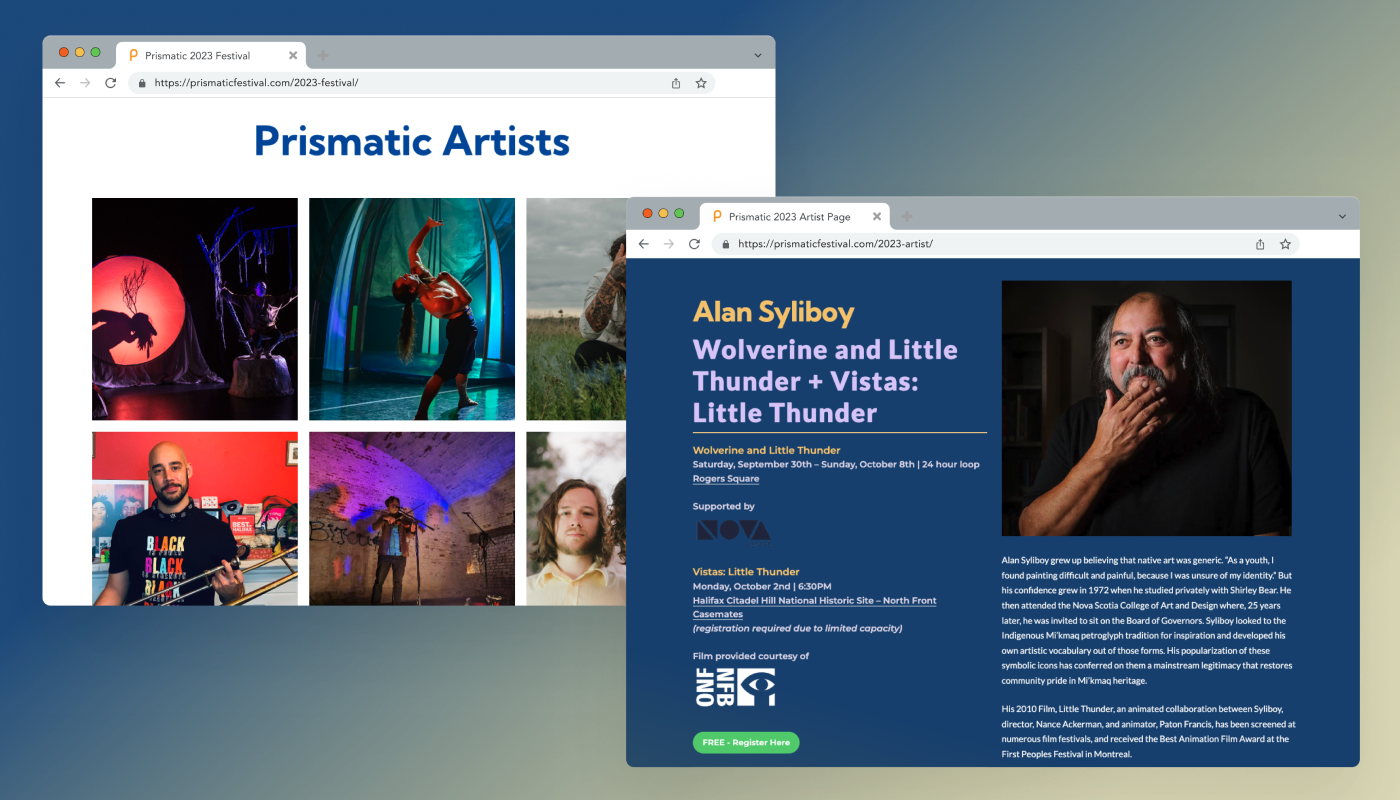 Prismatic 2023 Festival
https://prismaticfestival.com/2023-festival/
Prismatic Artists
BEST OF
HALIFAX
BLACK
BLACK
BLACK
BLACK
Prismatic 2023 Artist Page
https://prismaticfestival.com/2023-artist/
Alan Syliboy
Wolverine and Little
Thunder + Vistas:
Little Thunder
Wolverine and Little Thunder
Saturday, September 30th – Sunday, October 8th | 24 hour loop
Rogers Square
Supported by
NOVA
Vistas: Little Thunder
Monday, October 2nd | 6:30PM
Halifax Citadel Hill National Historic Site – North Front
Casemates
(registration required due to limited capacity)
Film provided courtesy of
ONF
NFB
FREE - Register Here
Alan Syliboy grew up believing that native art was generic. “As a youth, I
found painting difficult and painful, because I was unsure of my identity.” But
his confidence grew in 1972 when he studied privately with Shirley Bear. He
then attended the Nova Scotia College of Art and Design where, 25 years
later, he was invited to sit on the Board of Governors. Syliboy looked to the
Indigenous Mi’kmaq petroglyph tradition for inspiration and developed his
own artistic vocabulary out of those forms. His popularization of these
symbolic icons has conferred on them a mainstream legitimacy that restores
community pride in Mi’kmaq heritage.
His 2010 Film, Little Thunder, an animated collaboration between Syliboy,
director, Nance Ackerman, and animator, Paton Francis, has been screened at
numerous film festivals, and received the Best Animation Film Award at the
First Peoples Festival in Montreal.